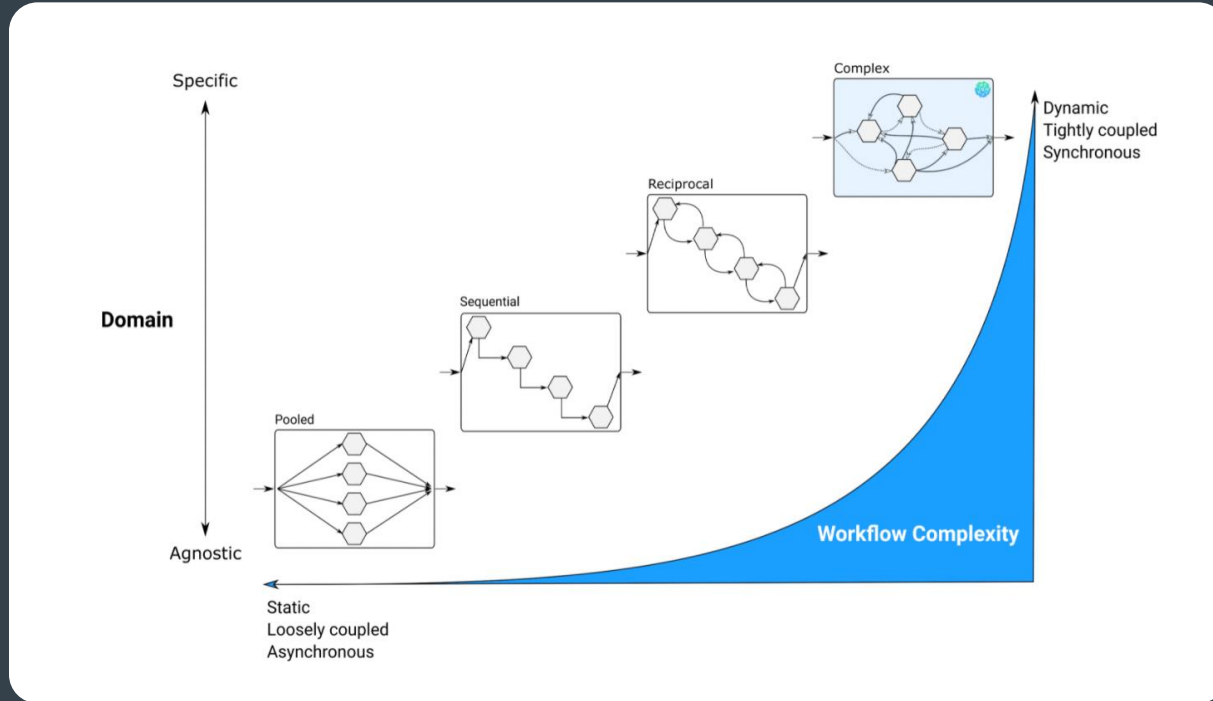 Complex
Specific
Dynamic
Tightly coupled
Synchronous
Reciprocal
Sequential
Domain
Pooled
Workflow Complexity
Agnostic
Static
Loosely coupled
Asynchronous